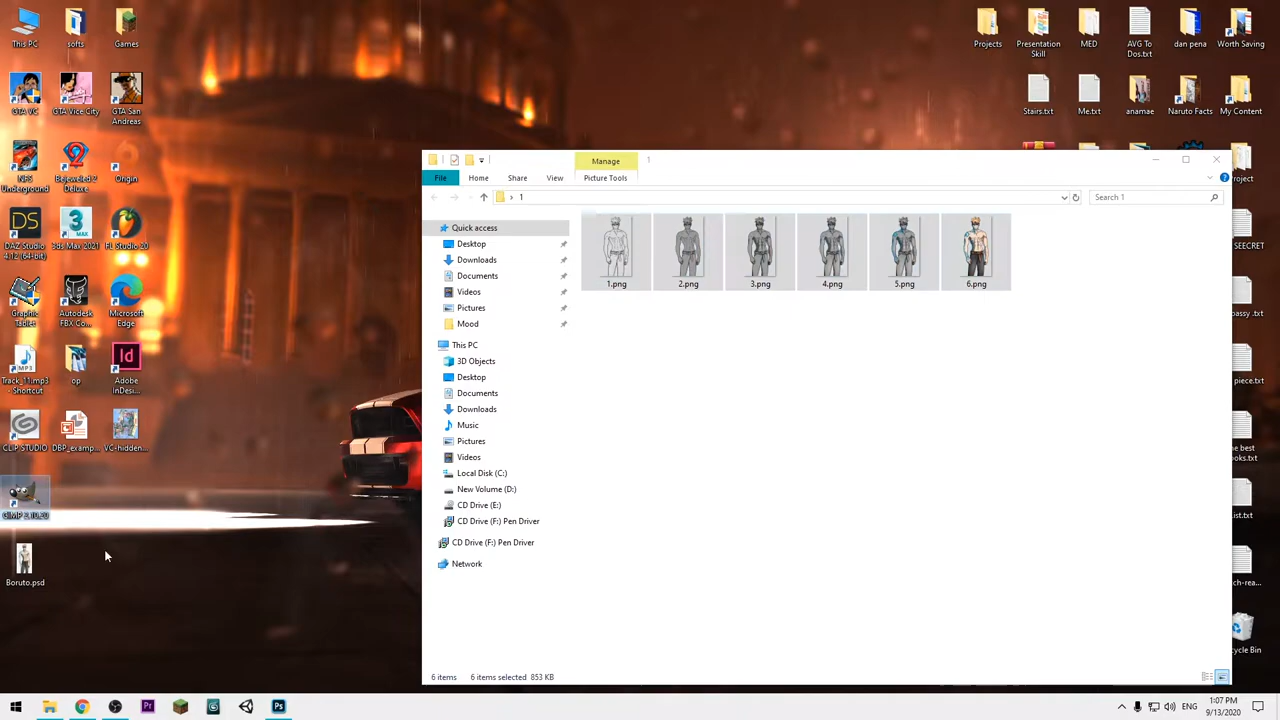 This PC
softs
Games
GTA VC
GTA Vice City
GTA San
Andreas
NFS
Underground
Bejeweled 2
Deluxe
Origin
DAZ Studio
4.12 (64-bit)
3ds Max 2021
FL Studio 20
Graphic
Tablet
Autodesk
FBX Co...
Microsoft
Edge
Track_11.mp3
- Shortcut
op
Adobe
InDesi...
CLIP STUDIO
DBP_examp...
VC-hidden...
GIMP 2.10.20
Boruto.psd
Projects
Presentation
Skill
MED
AVG To
Dos.txt
dan pena
Worth Saving
Stairs.txt
Me.txt
anamae
Naruto Facts
My Content
Manage
1
File
Home
Share
View
Picture Tools
1
Search 1
Quick access
Desktop
Downloads
Documents
Videos
Pictures
Mood
This PC
3D Objects
Desktop
Documents
Downloads
Music
Pictures
Videos
Local Disk (C:)
New Volume (D:)
CD Drive (E:)
CD Drive (F:) Pen Driver
CD Drive (F:) Pen Driver
Network
1.png
2.png
3.png
4.png
5.png
6.png
6 items
6 items selected 853 KB
SEECRET
piece.txt
ENG
1:07 PM
9/13/2020